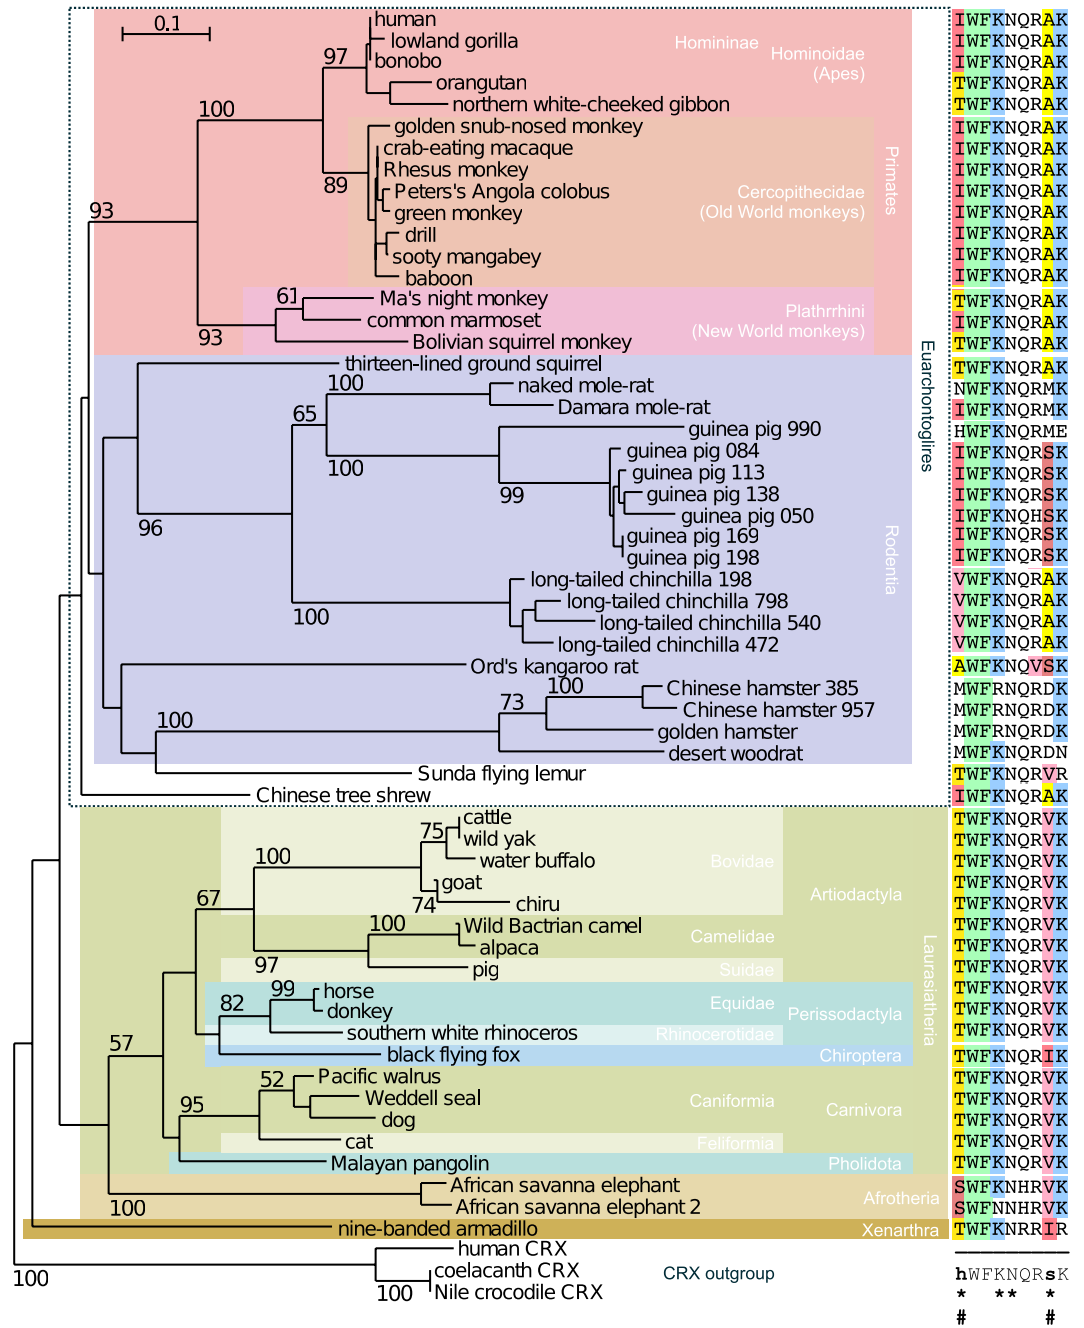 0.1
human IWFKNQRAK
lowland gorilla IWFKNQRAK
Homininae Hominoidae
97 bonobo (Apes) IWFKNQRAK
orangutan TWFKNQRAK
100 northern white-cheeked gibbon TWFKNQRAK
golden snub-nosed monkey IWFKNQRAK
crab-eating macaque IWFKNQRAK
Rhesus monkey IWFKNQRAK
89 Peters's Angola colobus Cercopithecidae Primates IWFKNQRAK
93 green monkey (Old World monkeys) IWFKNQRAK
drill IWFKNQRAK
sooty mangabey IWFKNQRAK
baboon IWFKNQRAK
61 Ma's night monkey Plathrrhini TWFKNQRAK
common marmoset (New World monkeys) IWFKNQRAK
93 Bolivian squirrel monkey TWFKNQRAK
thirteen-lined ground squirrel Euarchontoglires TWFKNQRAK
100 naked mole-rat NWFKNQRMK
65 Damara mole-rat IWFKNQRMK
guinea pig 990 HWFKNQRME
100 guinea pig 084 IWFKNQRSK
guinea pig 113 IWFKNQRSK
99 guinea pig 138 IWFKNQRSK
96 guinea pig 050 IWFKNQHSK
guinea pig 169 Rodentia IWFKNQRSK
guinea pig 198 IWFKNQRSK
long-tailed chinchilla 198 VWFKNQRAK
long-tailed chinchilla 798 VWFKNQRAK
100 long-tailed chinchilla 540 VWFKNQRAK
long-tailed chinchilla 472 VWFKNQRAK
Ord's kangaroo rat AWFKNQVSK
100 Chinese hamster 385 MWFRNQRDK
73 Chinese hamster 957 MWFRNQRDK
100 golden hamster MWFRNQRDK
desert woodrat MWFKNQRDN
Sunda flying lemur TWFKNQRVR
Chinese tree shrew IWFKNQRAK
cattle TWFKNQRVK
75 wild yak TWFKNQRVK
100 water buffalo Bovidae TWFKNQRVK
goat Artiodactyla TWFKNQRVK
67 74 chiru TWFKNQRVK
100 Wild Bactrian camel Camelidae TWFKNQRVK
alpaca Laurasiatheria TWFKNQRVK
97 pig Suidae TWFKNQRVK
99 horse Equidae TWFKNQRVK
82 donkey Perissodactyla TWFKNQRVK
southern white rhinoceros Rhinocerotidae TWFKNQRVK
57 black flying fox Chiroptera TWFKNQRIK
52 Pacific walrus TWFKNQRVK
95 Weddell seal Caniformia TWFKNQRVK
dog Carnivora TWFKNQRVK
cat Feliformia TWFKNQRVK
Malayan pangolin Pholidota TWFKNQRVK
African savanna elephant Afrotheria SWFKNHRVK
100 African savanna elephant 2 SWFNNHRVK
nine-banded armadillo Xenarthra TWFKNRRIR
human CRX
100 coelacanth CRX CRX outgroup hWFKNQRsK
100 Nile crocodile CRX * ** *
# #